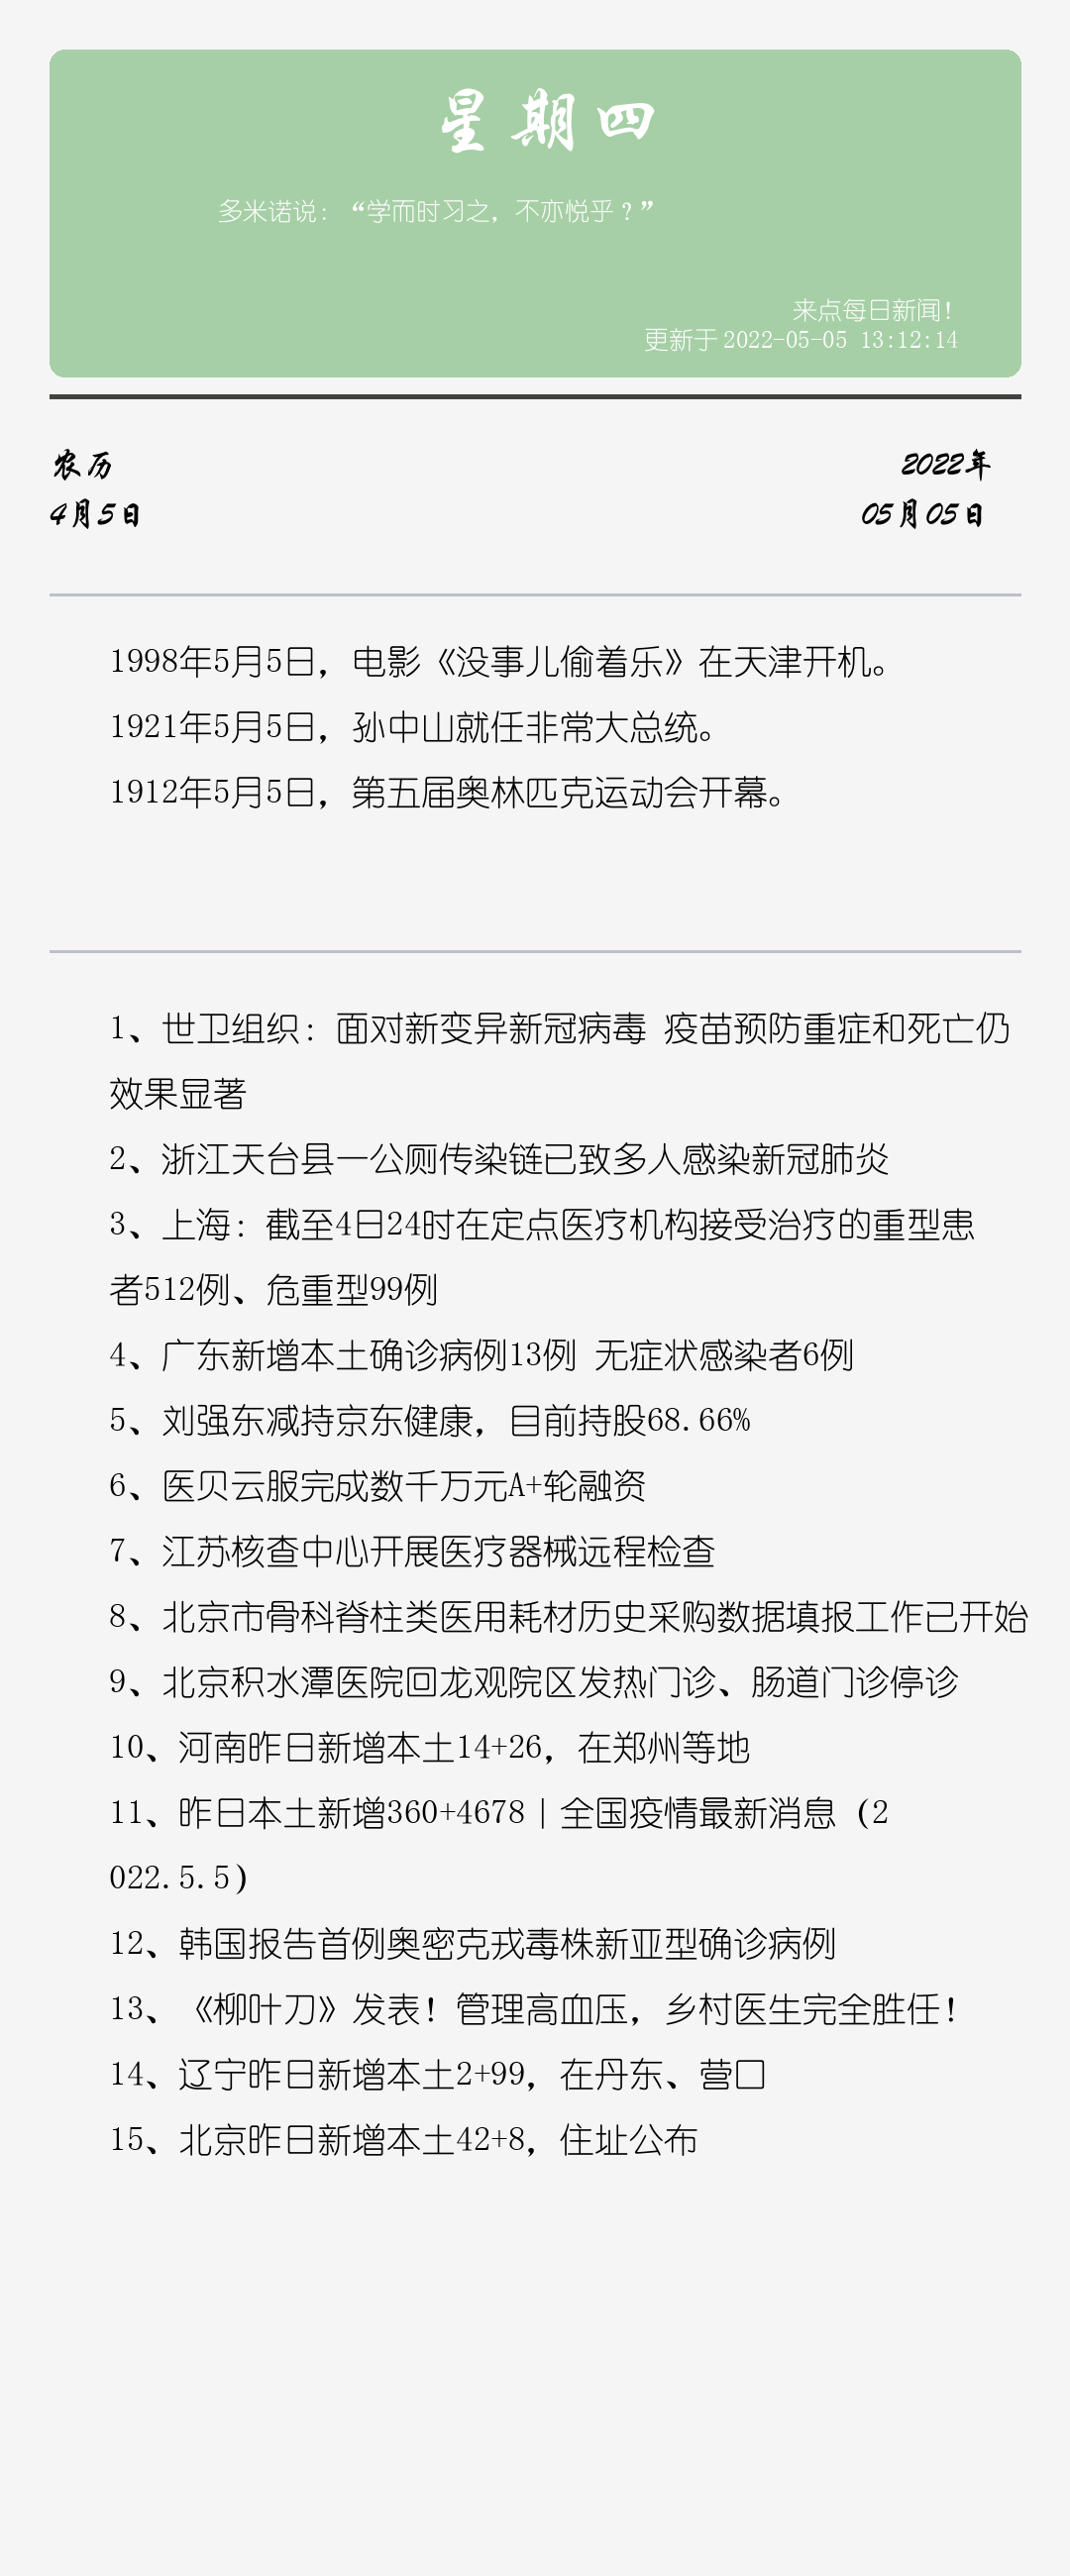 星期四
多米诺说：“学而时习之，不亦悦乎？”
来点每日新闻！
更新于2022-05-05 13:12:14
农历
2022年
4月5日
05月05日
1998年5月5日，电影《没事儿偷着乐》在天津开机。
1921年5月5日，孙中山就任非常大总统。
1912年5月5日，第五届奥林匹克运动会开幕。
1、世卫组织：面对新变异新冠病毒 疫苗预防重症和死亡仍
效果显著
2、浙江天台县一公厕传染链已致多人感染新冠肺炎
3、上海：截至4日24时在定点医疗机构接受治疗的重型患
者512例、危重型99例
4、广东新增本土确诊病例13例 无症状感染者6例
5、刘强东减持京东健康，目前持股68.66%
6、医贝云服完成数千万元A+轮融资
7、江苏核查中心开展医疗器械远程检查
8、北京市骨科脊柱类医用耗材历史采购数据填报工作已开始
9、北京积水潭医院回龙观院区发热门诊、肠道门诊停诊
10、河南昨日新增本土14+26，在郑州等地
11、昨日本土新增360+4678｜全国疫情最新消息（2
022.5.5）
12、韩国报告首例奥密克戎毒株新亚型确诊病例
13、《柳叶刀》发表！管理高血压，乡村医生完全胜任！
14、辽宁昨日新增本土2+99，在丹东、营口
15、北京昨日新增本土42+8，住址公布